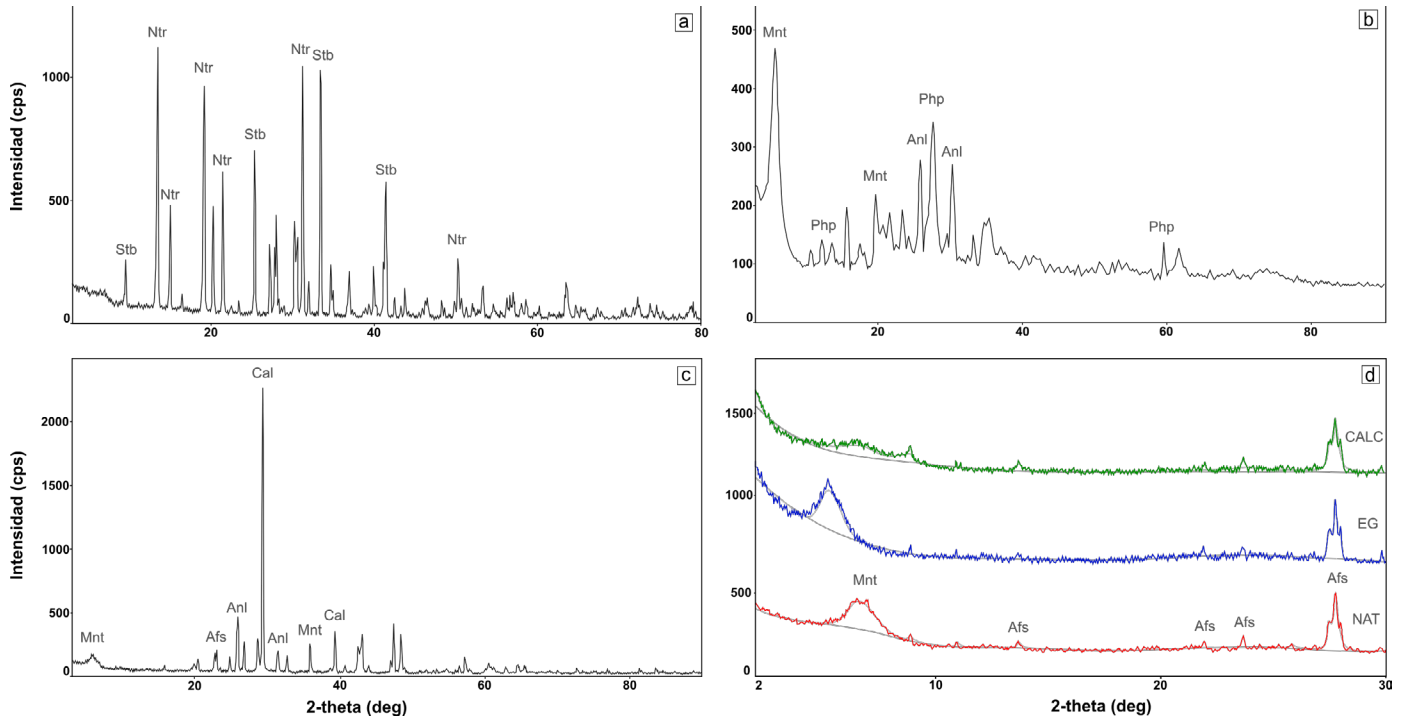 a
Ntr
Ntr
Ntr
Stb
Ntr
Stb
Ntr
Ntr
Stb
Stb
Ntr
1000
500
0
20
40
60
80
Intensidad (cps)
b
Mnt
Php
Anl
Anl
Mnt
Php
Php
500
400
300
200
100
0
20
40
60
80
c
Cal
Anl
Afs
Cal
Mnt
Anl
Mnt
2000
1500
1000
500
0
20
40
60
80
Intensidad (cps)
2-theta (deg)
d
CALC
EG
Mnt
Afs
NAT
Afs
Afs
Afs
1500
1000
500
0
2
10
20
30
2-theta (deg)